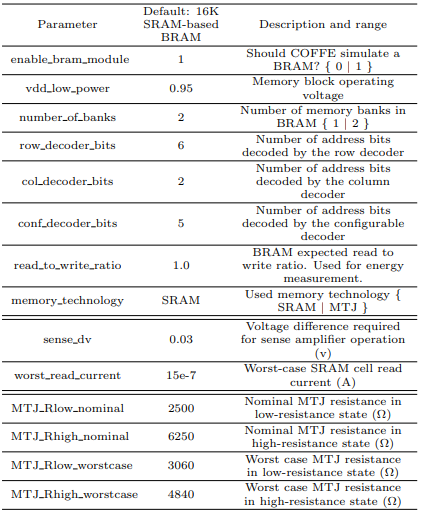 Parameter Default: 16K SRAM-based BRAM Description and range
enable_bram_module 1 Should COFFE simulate a BRAM? { 0 | 1 }
vdd_low_power 0.95 Memory block operating voltage
number_of_banks 2 Number of memory banks in BRAM { 1 | 2 }
row_decoder_bits 6 Number of address bits decoded by the row decoder
col_decoder_bits 2 Number of address bits decoded by the column decoder
conf_decoder_bits 5 Number of address bits decoded by the configurable decoder
read_to_write_ratio 1.0 BRAM expected read to write ratio. Used for energy measurement.
memory_technology SRAM Used memory technology { SRAM | MTJ }
sense_dv 0.03 Voltage difference required for sense amplifier operation (v)
worst_read_current 15e-7 Worst-case SRAM cell read current (A)
MTJ_Rlow_nominal 2500 Nominal MTJ resistance in low-resistance state (Ω)
MTJ_Rhigh_nominal 6250 Nominal MTJ resistance in high-resistance state (Ω)
MTJ_Rlow_worstcase 3060 Worst case MTJ resistance in low-resistance state (Ω)
MTJ_Rhigh_worstcase 4840 Worst case MTJ resistance in high-resistance state (Ω)